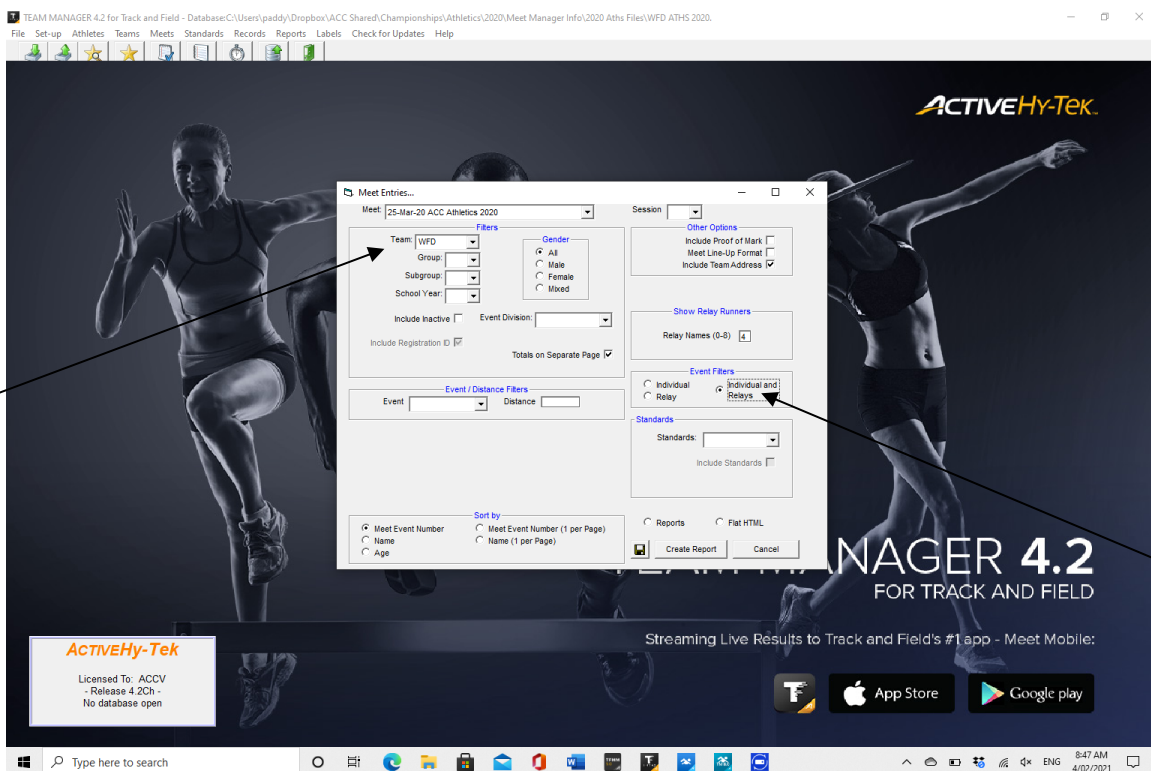 TEAM MANAGER 4.2 for Track and Field - Database:C:\Users\paddy\Dropbox\ACC Shared\Championships\Athletics\2020\Meet Manager Info\2020 Aths Files\WFD ATHS 2020.
File Set-up Athletes Teams Meets Standards Records Reports Labels Check for Updates Help
ACTIVEHy-Tek
Meet Entries...
Meet: 25-Mar-20 ACC Athletics 2020
Session
Filters
Team: WFD
Group:
Subgroup:
School Year:
Gender
All
Male
Female
Mixed
Include Inactive
Event Division:
Include Registration ID
Totals on Separate Page
Event / Distance Filters
Event
Distance
Other Options
Include Proof of Mark
Meet Line-Up Format
Include Team Address
Show Relay Runners
Relay Names (0-8) 4
Event Filters
Individual
Relay
Individual and
Relays
Standards
Standards:
Include Standards
Sort by
Meet Event Number
Name
Age
Meet Event Number (1 per Page)
Name (1 per Page)
Reports
Flat HTML
Create Report
Cancel
TEAM MANAGER 4.2
FOR TRACK AND FIELD
Streaming Live Results to Track and Field's #1 app - Meet Mobile:
App Store
Google play
ACTIVEHy-Tek
Licensed To: ACCV
- Release 4.2Ch -
No database open
Type here to search
ENG
8:47 AM
4/02/2021